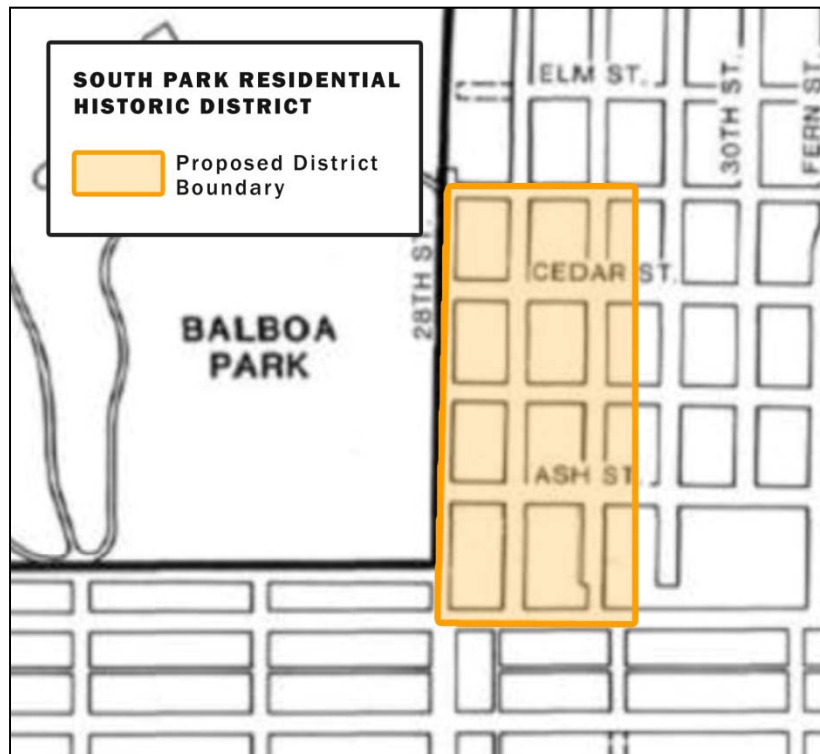 SOUTH PARK RESIDENTIAL
HISTORIC DISTRICT
Proposed District
Boundary
ELM ST.
30TH ST.
FERN ST.
28TH ST.
CEDAR ST.
BALBOA
PARK
ASH ST.